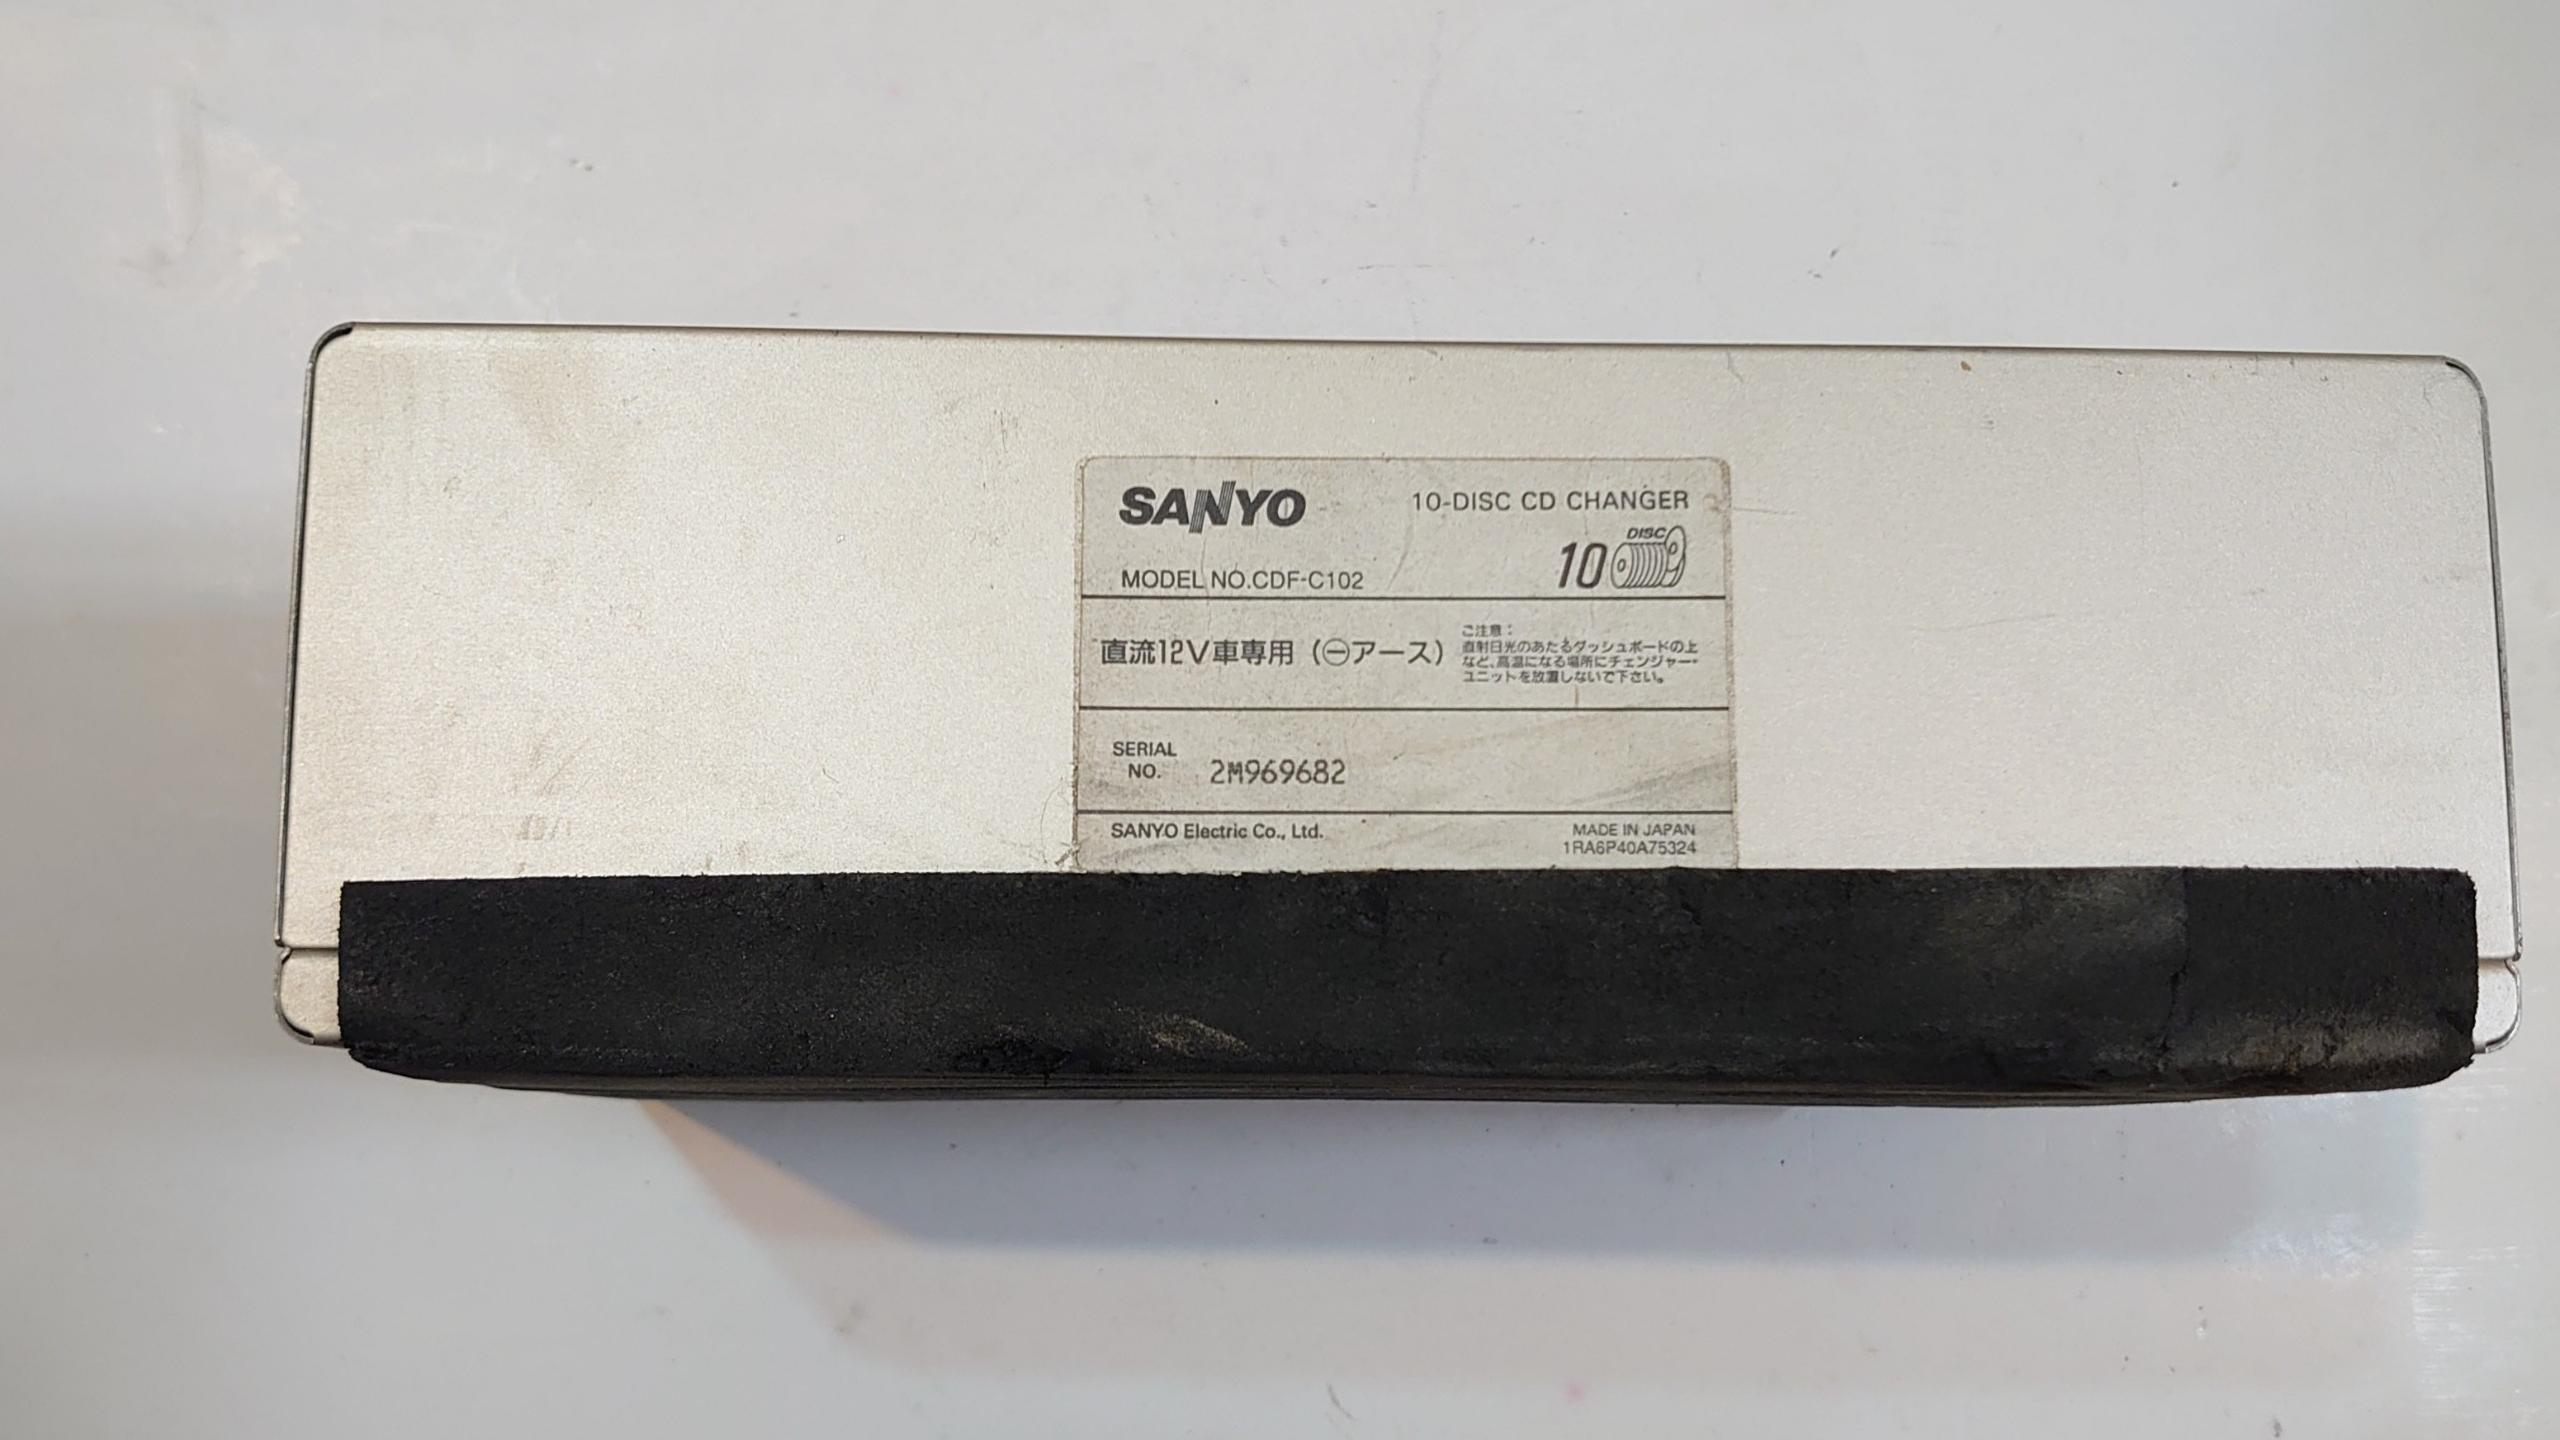 SANYO
10-DISC CD CHANGER
DISC
10
MODEL NO.CDF-C102
直流12V車専用(⊖アース)
ご注意:
直射日光のあたるダッシュボードの上
など、高温になる場所にチェンジャー・
ユニットを放置しないで下さい。
SERIAL
NO.
2M969682
SANYO Electric Co., Ltd.
MADE IN JAPAN
1RA6P40A75324